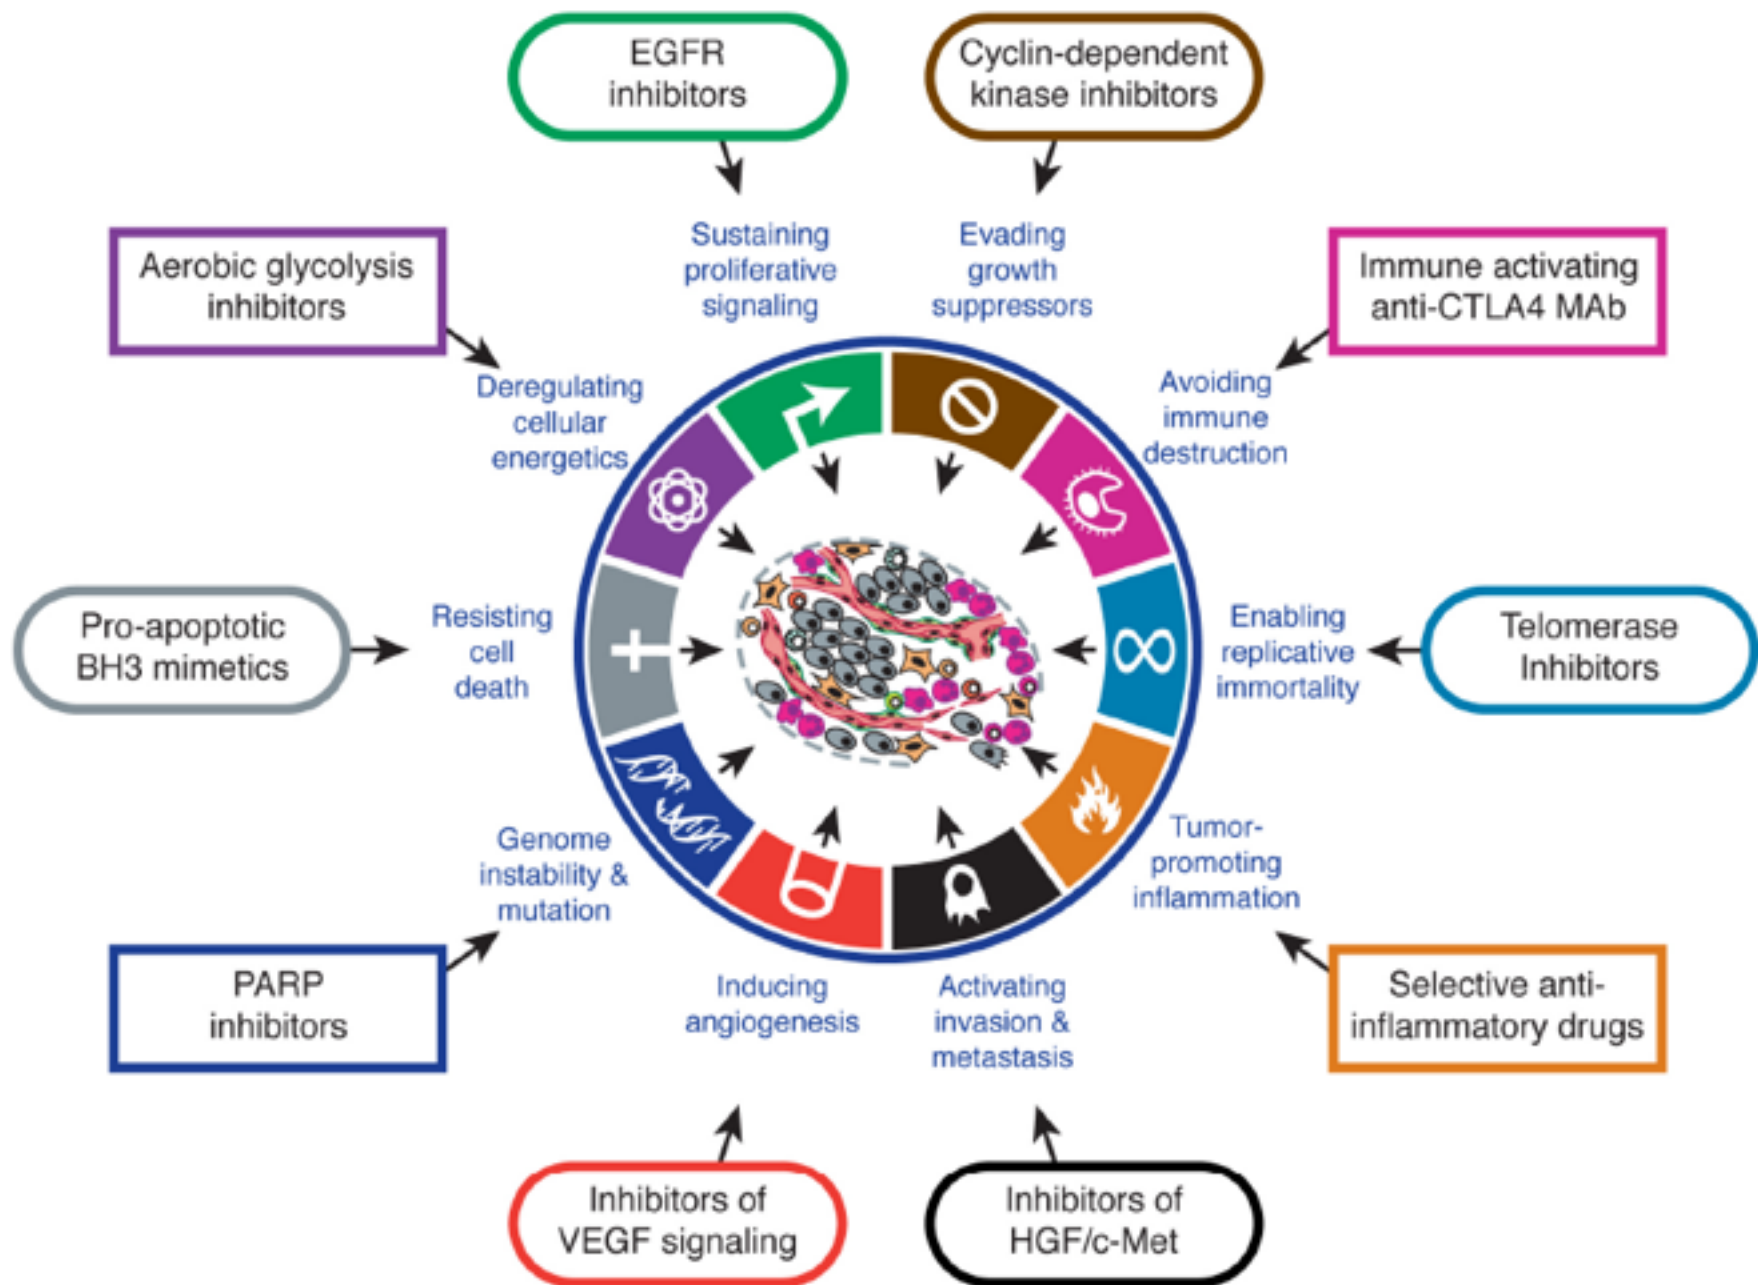 EGFR
inhibitors
Cyclin-dependent
kinase inhibitors
Sustaining
proliferative
signaling
Evading
growth
suppressors
Aerobic glycolysis
inhibitors
Immune activating
anti-CTLA4 MAb
Deregulating
cellular
energetics
Avoiding
immune
destruction
Pro-apoptotic
BH3 mimetics
Resisting
cell
death
Enabling
replicative
immortality
Telomerase
Inhibitors
Genome
instability &
mutation
Tumor-
promoting
inflammation
PARP
inhibitors
Inducing
angiogenesis
Activating
invasion &
metastasis
Selective anti-
inflammatory drugs
Inhibitors of
VEGF signaling
Inhibitors of
HGF/c-Met